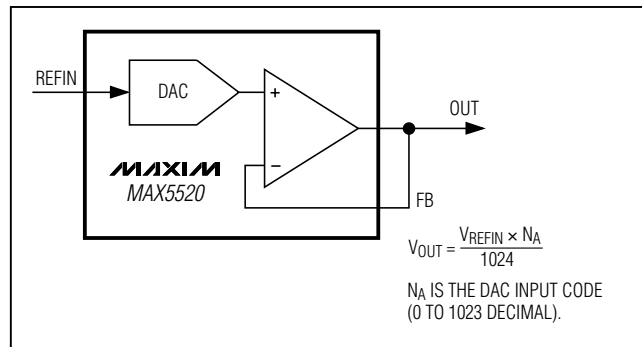 REFIN
DAC
+
−
OUT
FB
MAXIM
MAX5520
V_OUT = V_REFIN × N_A
1024
N_A IS THE DAC INPUT CODE
(0 TO 1023 DECIMAL).